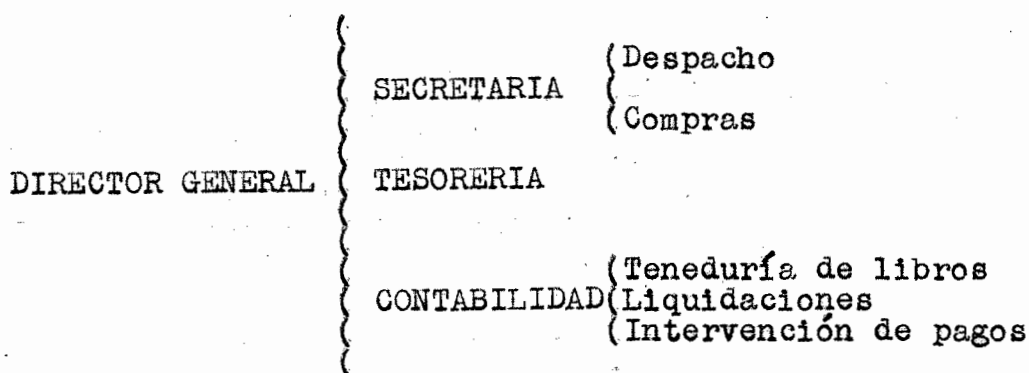 SECRETARIA
(Despacho
(
(Compras
DIRECTOR GENERAL
TESORERIA
CONTABILIDAD
(Teneduría de libros
(Liquidaciones
(Intervención de pagos